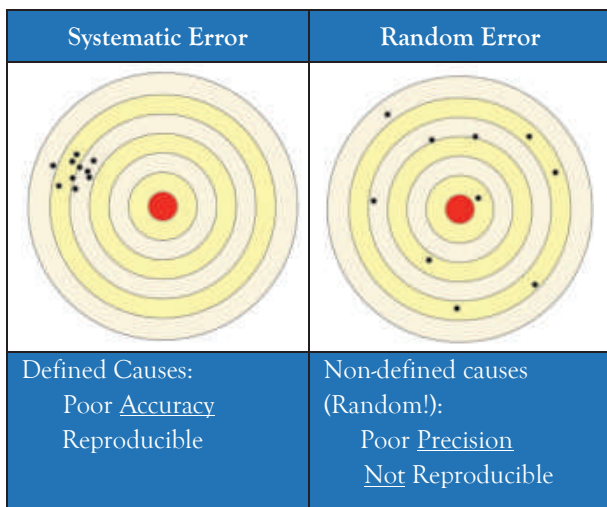 Systematic Error
Random Error
Defined Causes:
Poor Accuracy
Reproducible
Non-defined causes
(Random!):
Poor Precision
Not Reproducible